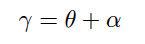 γ = θ + α